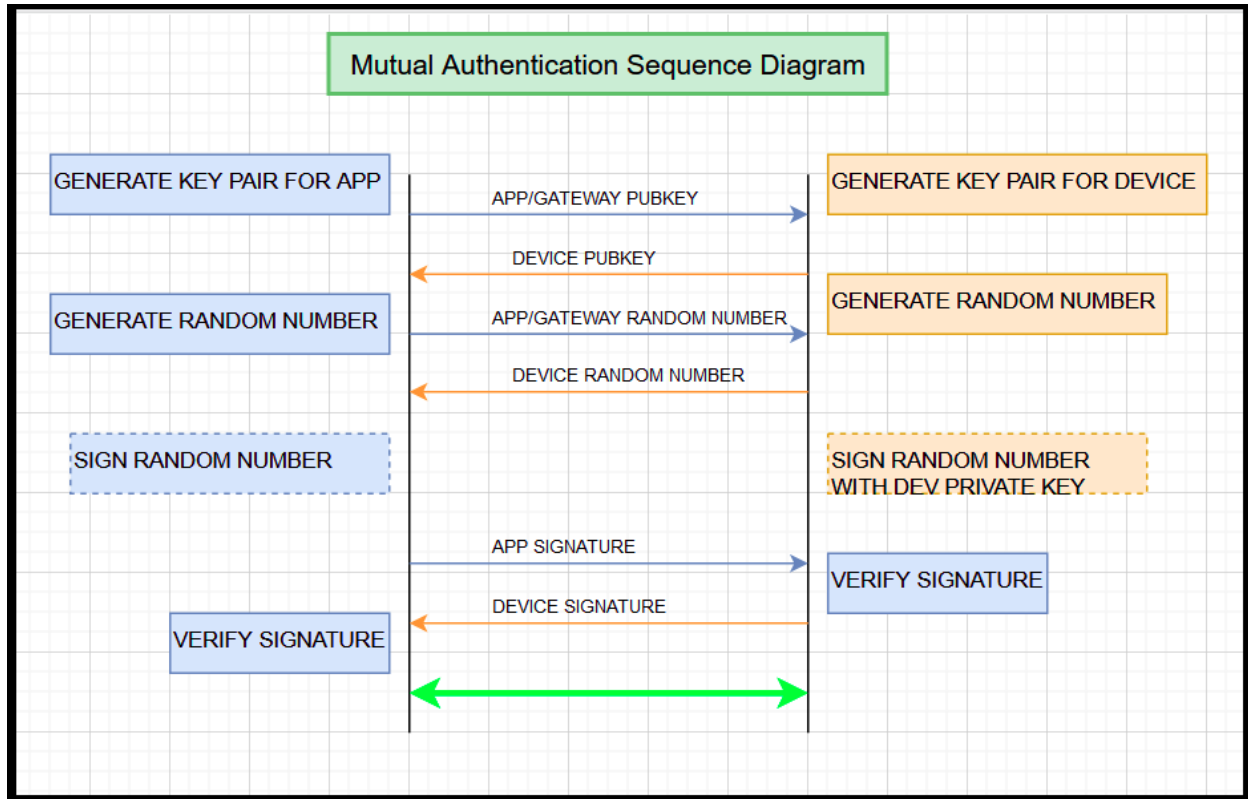 Mutual Authentication Sequence Diagram
GENERATE KEY PAIR FOR APP
GENERATE KEY PAIR FOR DEVICE
APP/GATEWAY PUBKEY
DEVICE PUBKEY
GENERATE RANDOM NUMBER
GENERATE RANDOM NUMBER
APP/GATEWAY RANDOM NUMBER
DEVICE RANDOM NUMBER
SIGN RANDOM NUMBER
SIGN RANDOM NUMBER
WITH DEV PRIVATE KEY
APP SIGNATURE
VERIFY SIGNATURE
DEVICE SIGNATURE
VERIFY SIGNATURE